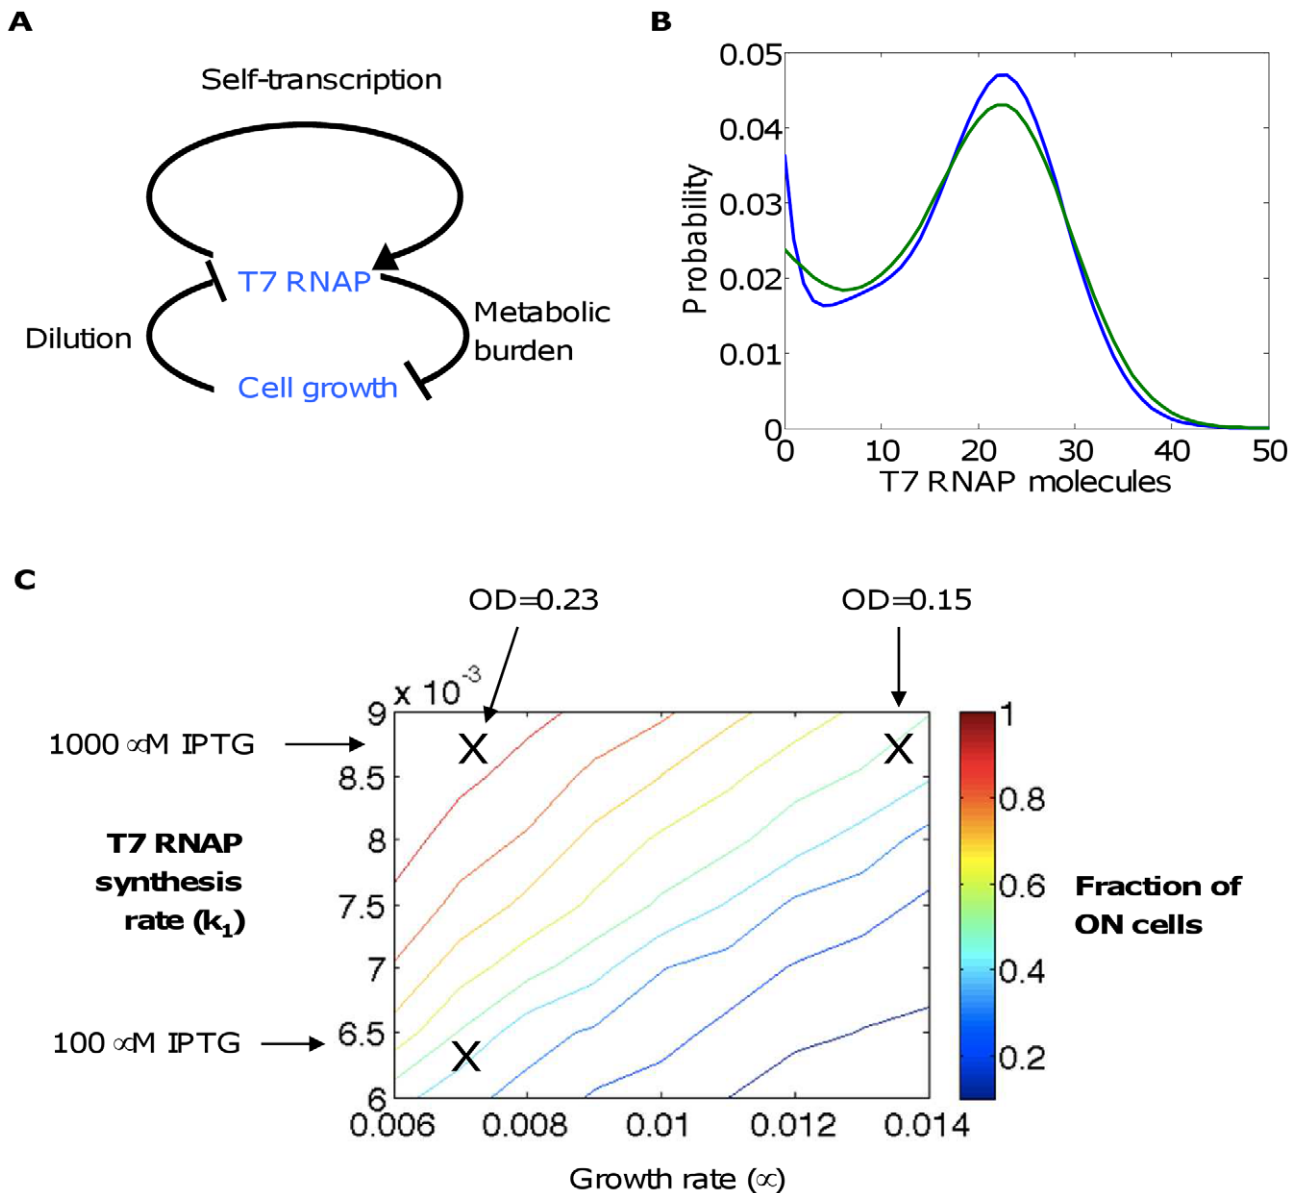 A
Self-transcription
T7 RNAP
Dilution
Metabolic
burden
Cell growth
B
0.05
0.04
0.03
0.02
0.01
0
Probability
0 10 20 30 40 50
T7 RNAP molecules
C
OD=0.23 OD=0.15
x 10⁻³
1000 ∝M IPTG
100 ∝M IPTG
T7 RNAP
synthesis
rate (k₁)
9
8.5
8
7.5
7
6.5
6
0.006 0.008 0.01 0.012 0.014
Growth rate (∝)
1
0.8
0.6
0.4
0.2
Fraction of
ON cells